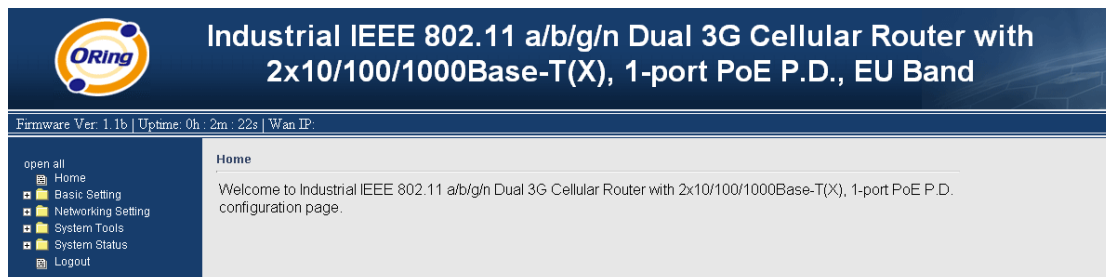 ORing
Industrial IEEE 802.11 a/b/g/n Dual 3G Cellular Router with
2x10/100/1000Base-T(X), 1-port PoE P.D., EU Band
Firmware Ver: 1.1b | Uptime: 0h : 2m : 22s | Wan IP:
open all
Home
Basic Setting
Networking Setting
System Tools
System Status
Logout
Home
Welcome to Industrial IEEE 802.11 a/b/g/n Dual 3G Cellular Router with 2x10/100/1000Base-T(X), 1-port PoE P.D.
configuration page.